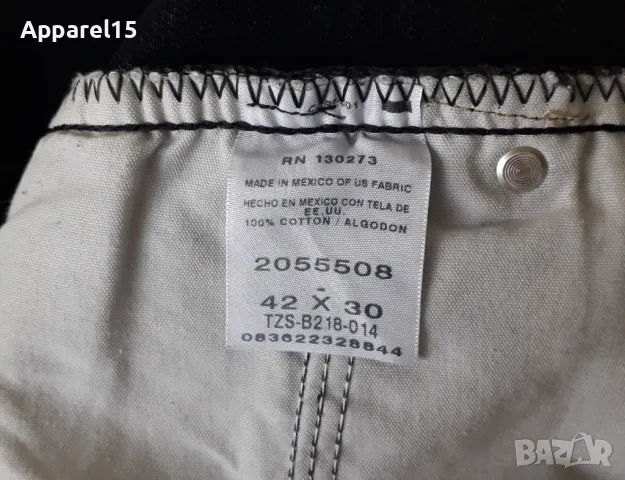 Apparel15
RN 130273
MADE IN MEXICO OF US FABRIC
HECHO EN MEXICO CON TELA DE
EE.UU.
100% COTTON / ALGODON
2055508
-
42 X 30
TZS-B218-014
083622328844
BAZAR